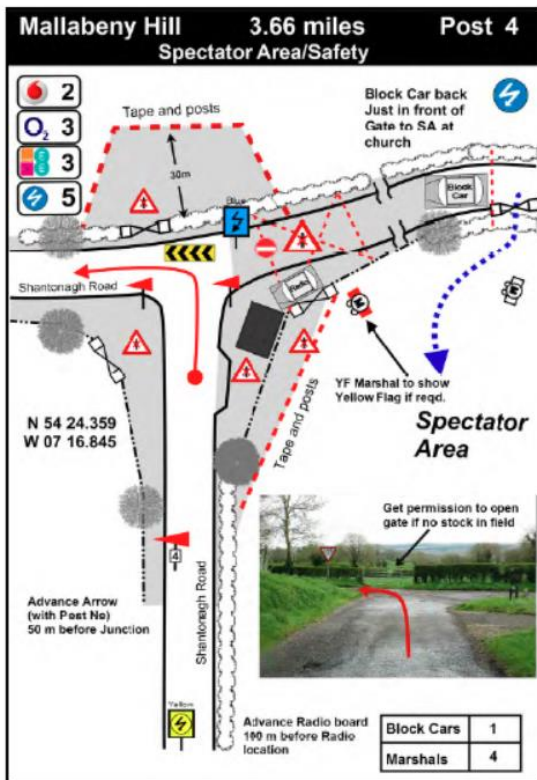 Mallabeny Hill 3.66 miles Post 4
Spectator Area/Safety
2
O2 3
3
5
Tape and posts
30m
Block Car back
Just in front of
Gate to SA at
church
Blue
Block
Car
Shantonagh Road
Radio
M
M
YF Marshal to show
Yellow Flag if reqd.
N 54 24.359
W 07 16.845
Tape and posts
Spectator
Area
Get permission to open
gate if no stock in field
4
Advance Arrow
(with Post No)
50 m before Junction
Shantonagh Road
Yellow
Advance Radio board
100 m before Radio
location
Block Cars 1
Marshals 4